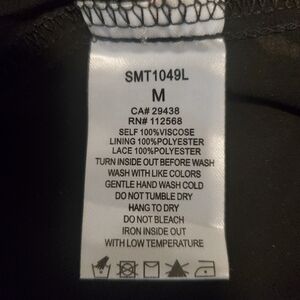 SMT1049L
M
CA# 29438
RN# 112568
SELF 100%VISCOSE
LINING 100%POLYESTER
LACE 100%POLYESTER
TURN INSIDE OUT BEFORE WASH
WASH WITH LIKE COLORS
GENTLE HAND WASH COLD
DO NOT TUMBLE DRY
HANG TO DRY
DO NOT BLEACH
IRON INSIDE OUT
WITH LOW TEMPERATURE